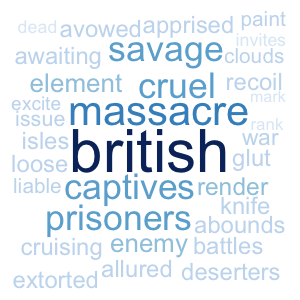 dead avowed apprised paint
awaiting savage invites
clouds
element cruel recoil
excite massacre mark
issue rank
isles british war
loose glut
liable captives render
prisoners knife
abounds
cruising enemy battles
extorted allured deserters